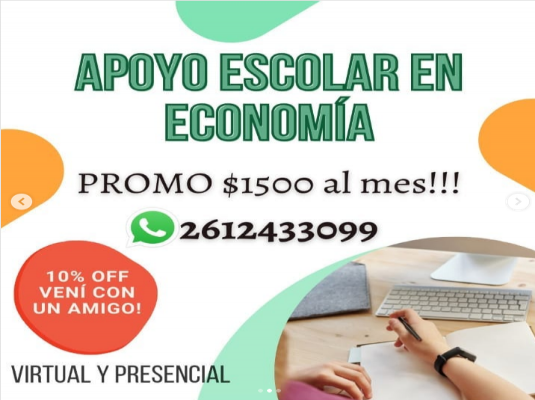 APOYO ESCOLAR EN
ECONOMÍA
PROMO $1500 al mes!!!
2612433099
10% OFF
VENÍ CON
UN AMIGO!
VIRTUAL Y PRESENCIAL